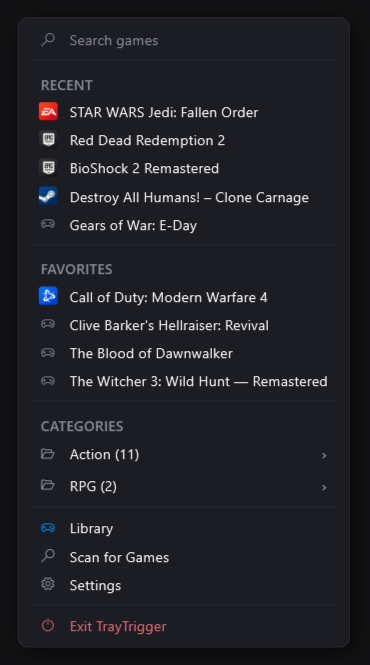 Search games
RECENT
EA
STAR WARS Jedi: Fallen Order
EPIC
Red Dead Redemption 2
EPIC
BioShock 2 Remastered
Destroy All Humans! – Clone Carnage
Gears of War: E-Day
FAVORITES
Call of Duty: Modern Warfare 4
Clive Barker's Hellraiser: Revival
The Blood of Dawnwalker
The Witcher 3: Wild Hunt — Remastered
CATEGORIES
Action (11)
RPG (2)
Library
Scan for Games
Settings
Exit TrayTrigger